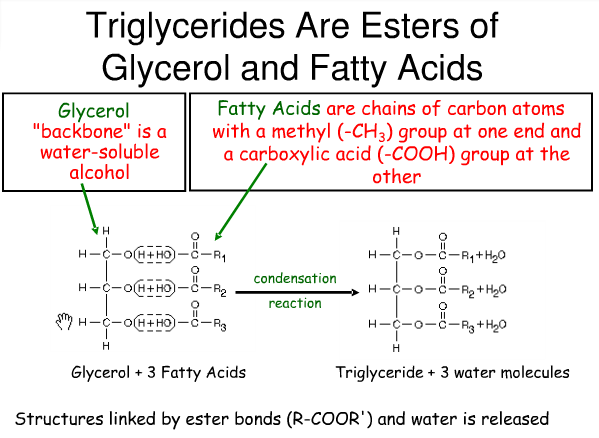 Triglycerides Are Esters of
Glycerol and Fatty Acids
Glycerol
"backbone" is a
water-soluble
alcohol
Fatty Acids are chains of carbon atoms
with a methyl (-CH₃) group at one end and
a carboxylic acid (-COOH) group at the
other
H
O
H–C–O(H+HO)–C–R₁
O
H–C–O(H+HO)–C–R₂
O
H–C–O(H+HO)–C–R₃
H
condensation
reaction
H
O
H–C–O–C–R₁+H₂O
O
H–C–O–C–R₂+H₂O
O
H–C–O–C–R₃+H₂O
H
Glycerol + 3 Fatty Acids
Triglyceride + 3 water molecules
Structures linked by ester bonds (R-COOR') and water is released